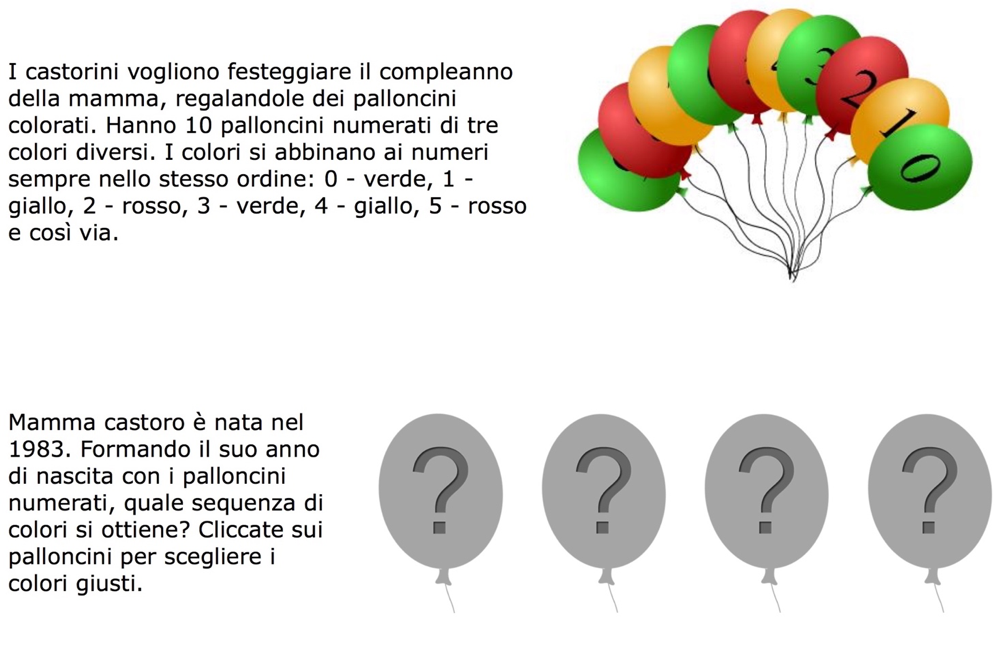 I castorini vogliono festeggiare il compleanno
della mamma, regalandole dei palloncini
colorati. Hanno 10 palloncini numerati di tre
colori diversi. I colori si abbinano ai numeri
sempre nello stesso ordine: 0 - verde, 1 -
giallo, 2 - rosso, 3 - verde, 4 - giallo, 5 - rosso
e così via.
4 3 2 1 0
Mamma castoro è nata nel
1983. Formando il suo anno
di nascita con i palloncini
numerati, quale sequenza di
colori si ottiene? Cliccate sui
palloncini per scegliere i
colori giusti.
? ? ? ?